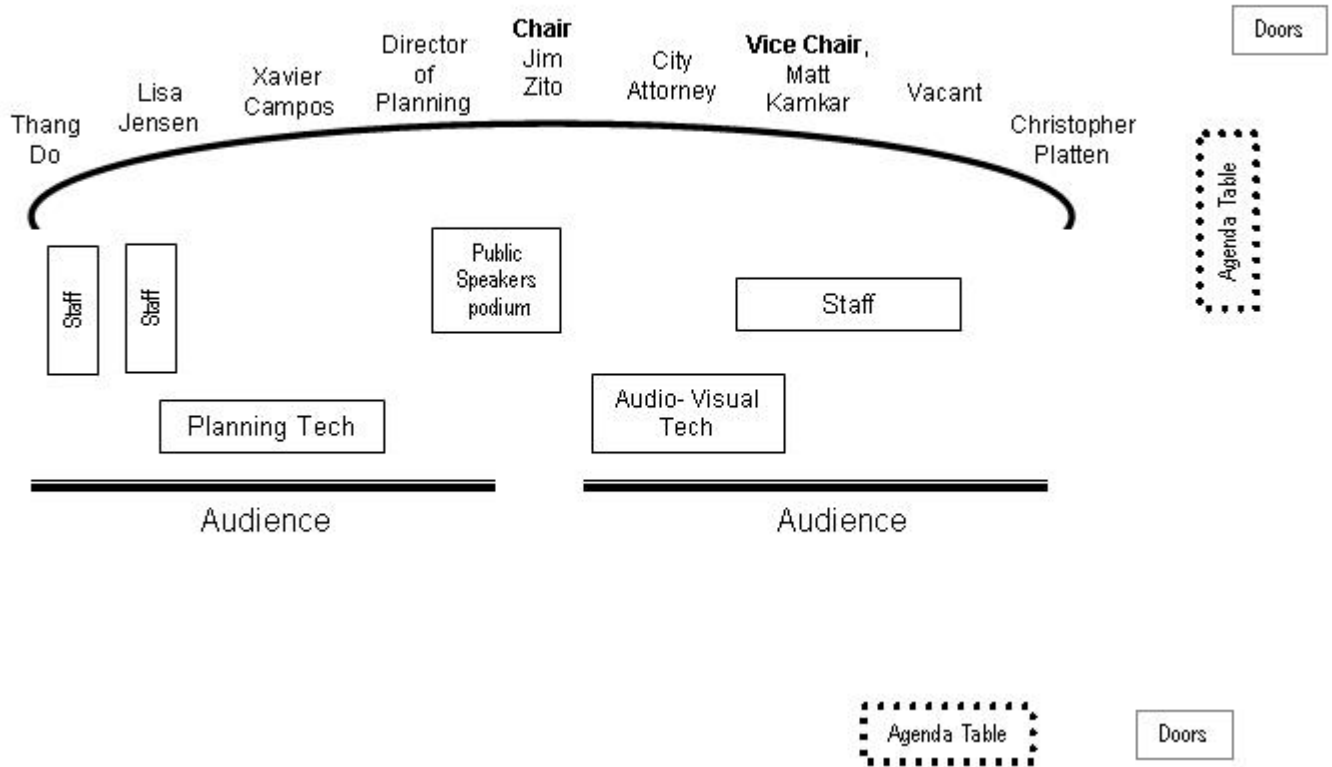 Doors
Chair
Jim
Zito
Director
of
Planning
Vice Chair,
Matt
Kamkar
City
Attorney
Xavier
Campos
Lisa
Jensen
Vacant
Thang
Do
Christopher
Platten
Agenda Table
Staff
Staff
Public
Speakers
podium
Staff
Planning Tech
Audio- Visual
Tech
Audience
Audience
Agenda Table
Doors